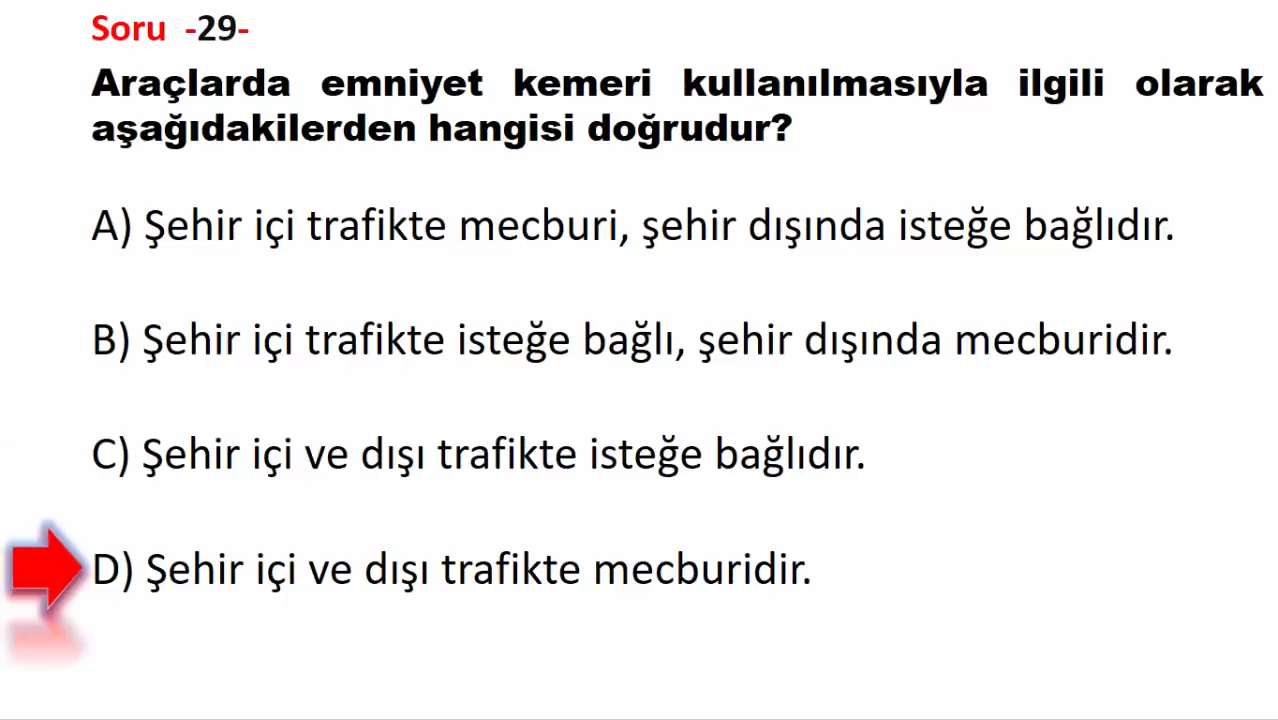 Soru -29-
Araçlarda emniyet kemeri kullanılmasıyla ilgili olarak
aşağıdakilerden hangisi doğrudur?
A) Şehir içi trafikte mecburi, şehir dışında isteğe bağlıdır.
B) Şehir içi trafikte isteğe bağlı, şehir dışında mecburidir.
C) Şehir içi ve dışı trafikte isteğe bağlıdır.
D) Şehir içi ve dışı trafikte mecburidir.